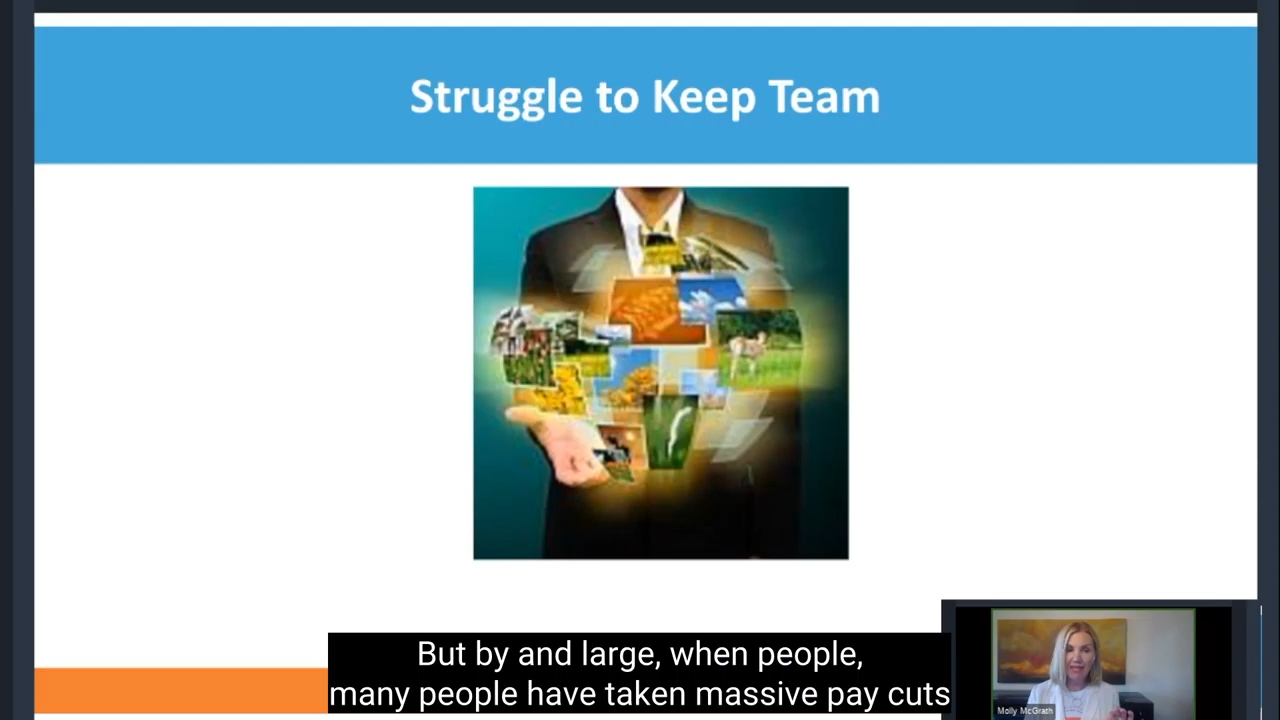 Struggle to Keep Team
But by and large, when people,
many people have taken massive pay cuts
Molly McGrath